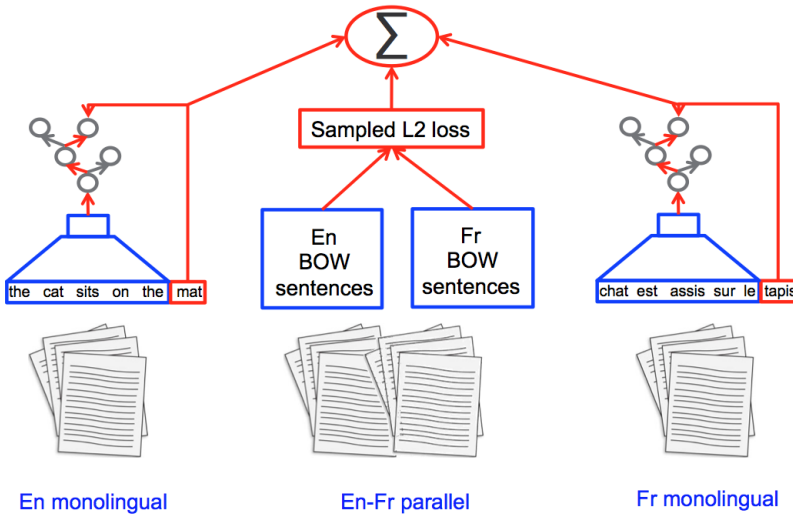 ∑
Sampled L2 loss
En
BOW
sentences
Fr
BOW
sentences
the cat sits on the mat
chat est assis sur le tapis
En monolingual
En-Fr parallel
Fr monolingual